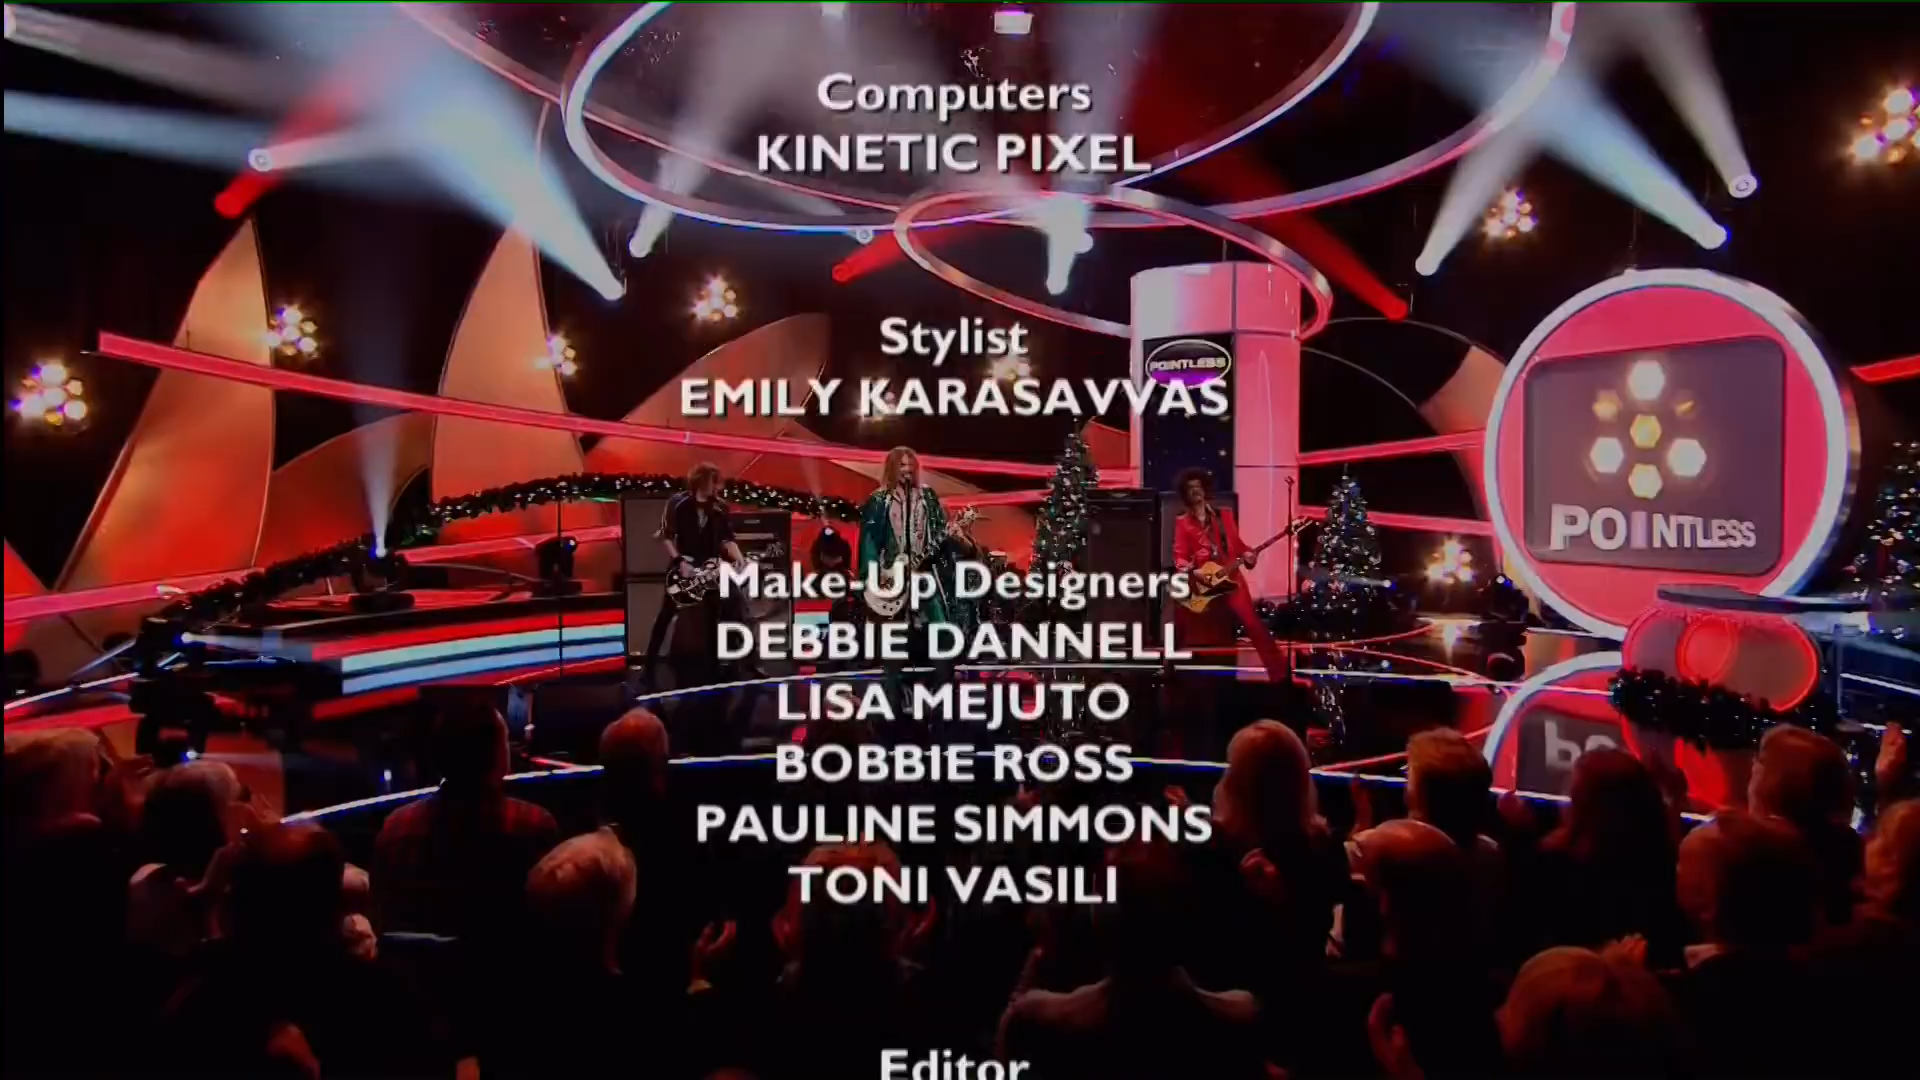 Computers
KINETIC PIXEL
Stylist
EMILY KARASAVVAS
POINTLESS
POINTLESS
Make-Up Designers
DEBBIE DANNELL
LISA MEJUTO
BOBBIE ROSS
PAULINE SIMMONS
TONI VASILI
Editor